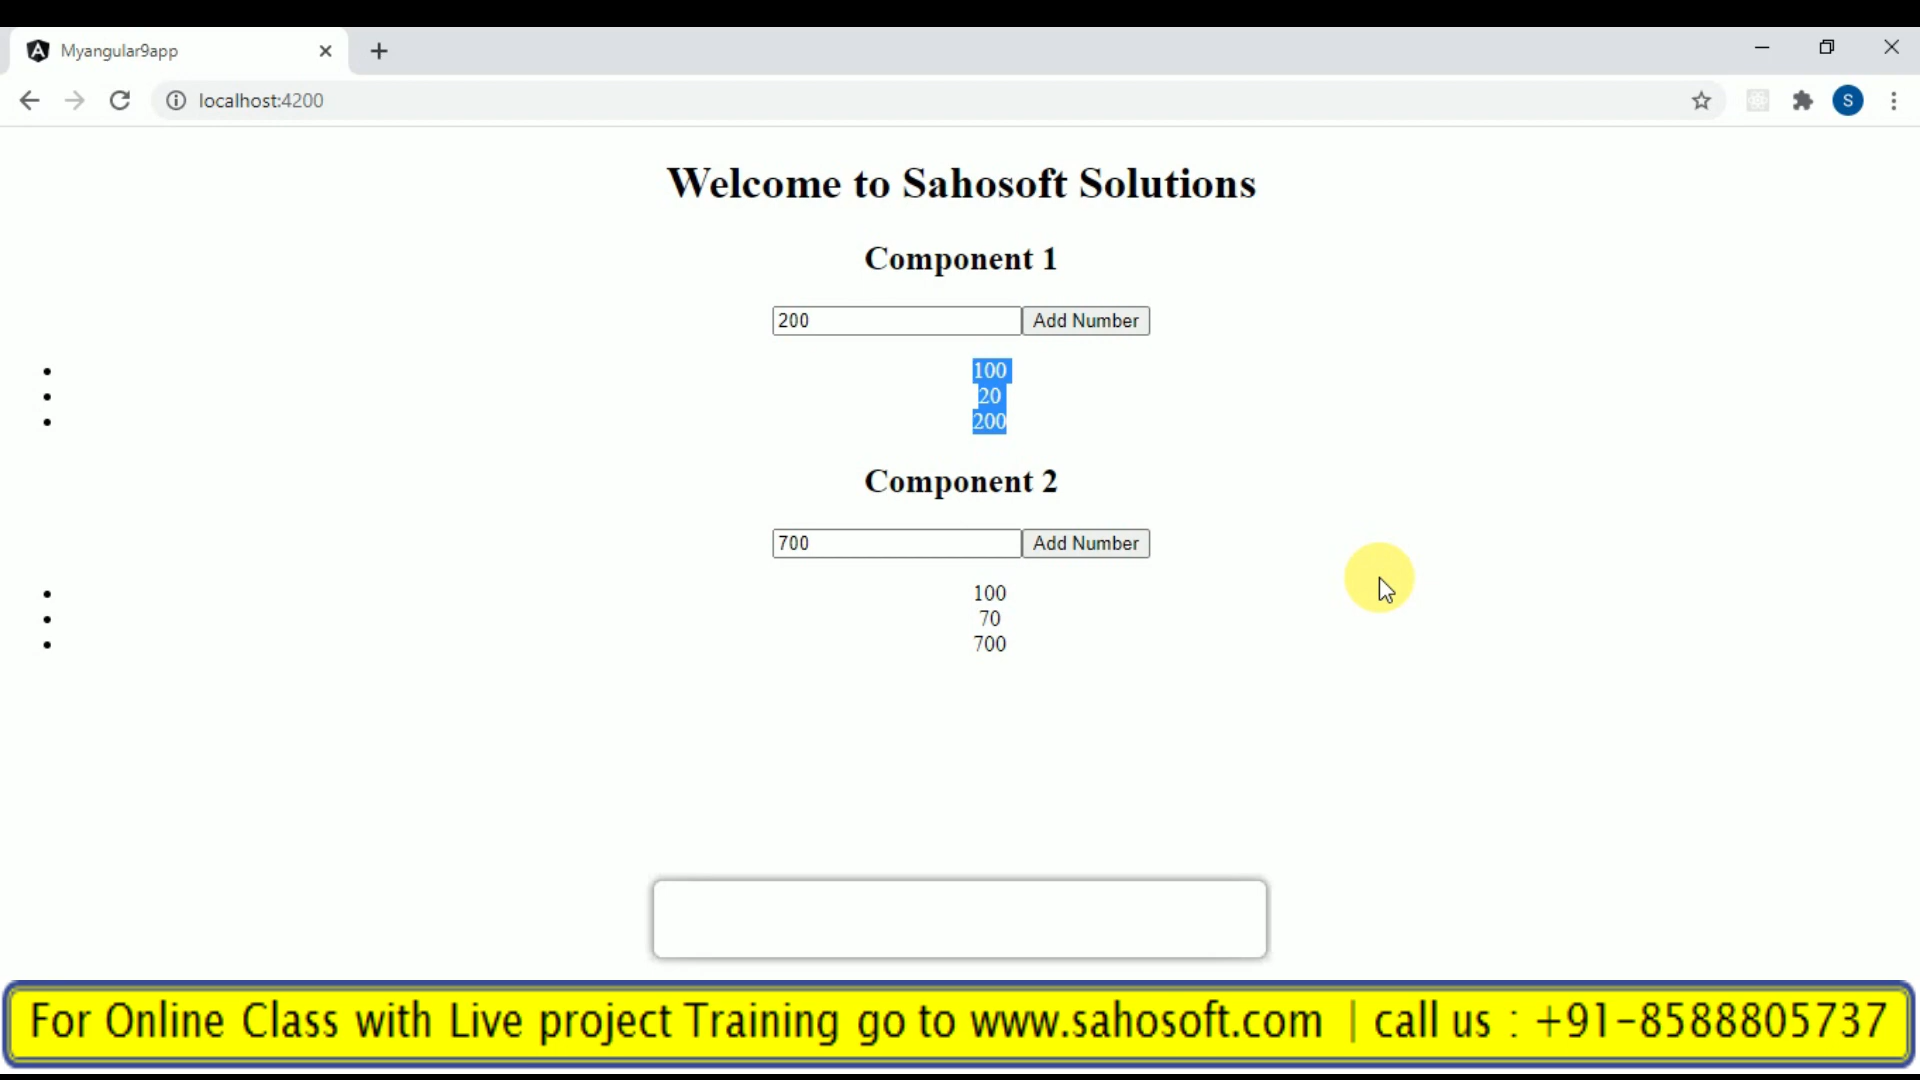 Myangular9app
localhost:4200
S
Welcome to Sahosoft Solutions
Component 1
200 Add Number
100
20
200
Component 2
700 Add Number
100
70
700
For Online Class with Live project Training go to www.sahosoft.com | call us : +91-8588805737